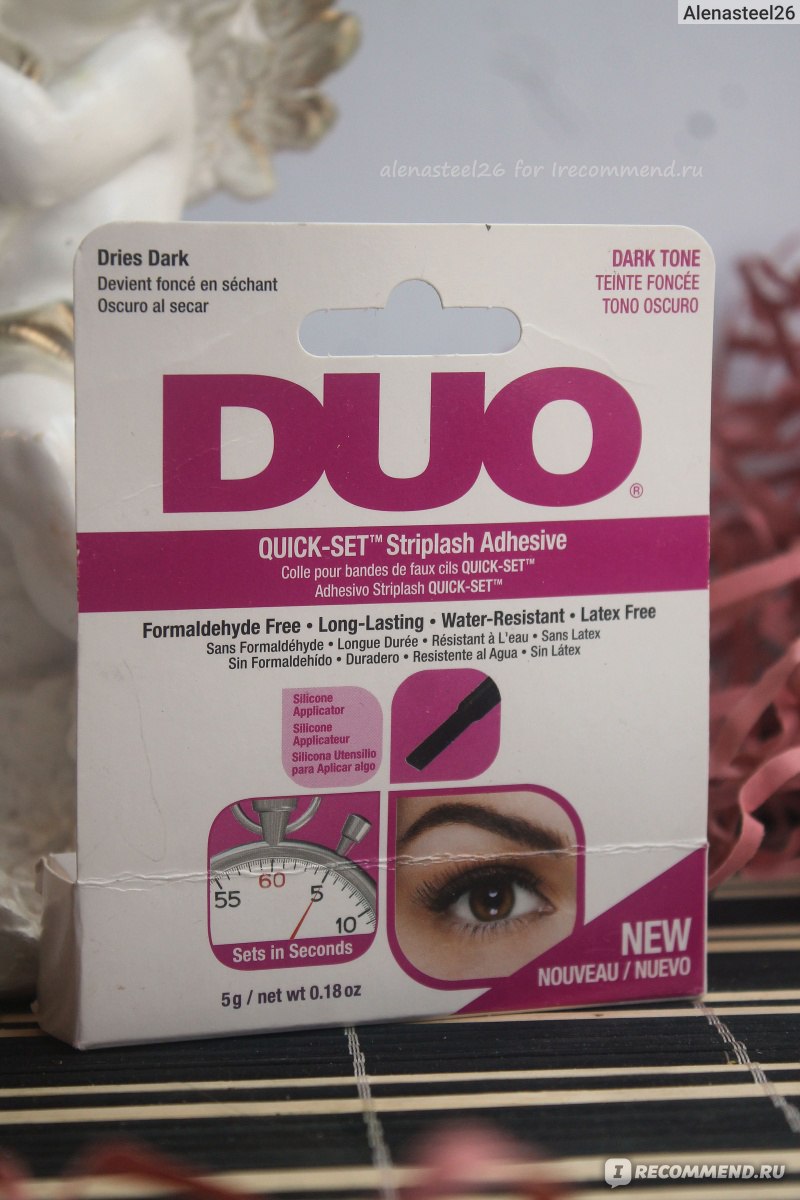 Alenasteel26
alenasteel26 for Irecommend.ru
Dries Dark
Devient foncé en séchant
Oscuro al secar
DARK TONE
TEINTE FONCÉE
TONO OSCURO
DUO®
QUICK-SET™ Striplash Adhesive
Colle pour bandes de faux cils QUICK-SET™
Adhesivo Striplash QUICK-SET™
Formaldehyde Free • Long-Lasting • Water-Resistant • Latex Free
Sans Formaldéhyde • Longue Durée • Résistant à L'eau • Sans Latex
Sin Formaldehído • Duradero • Resistente al Agua • Sin Látex
Silicone
Applicator
Silicone
Applicateur
Silicona Utensilio
para Aplicar algo
55
60
5
10
Sets in Seconds
NEW
NOUVEAU / NUEVO
5g / net wt 0.18 oz
IRECOMMEND.RU